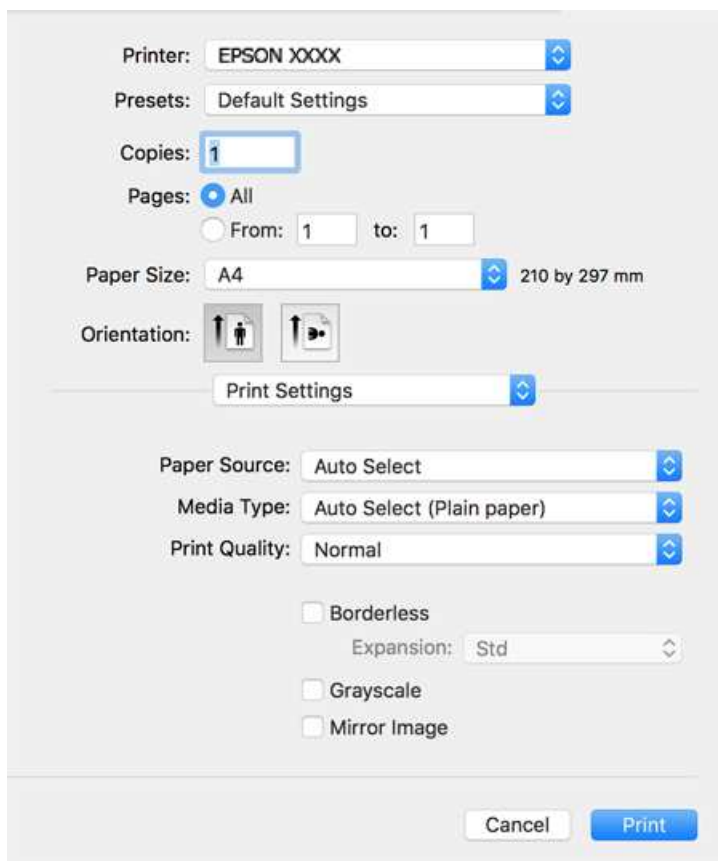 Printer: EPSON XXXX
Presets: Default Settings
Copies: 1
Pages: All
From: 1 to: 1
Paper Size: A4 210 by 297 mm
Orientation:
Print Settings
Paper Source: Auto Select
Media Type: Auto Select (Plain paper)
Print Quality: Normal
Borderless
Expansion: Std
Grayscale
Mirror Image
Cancel Print